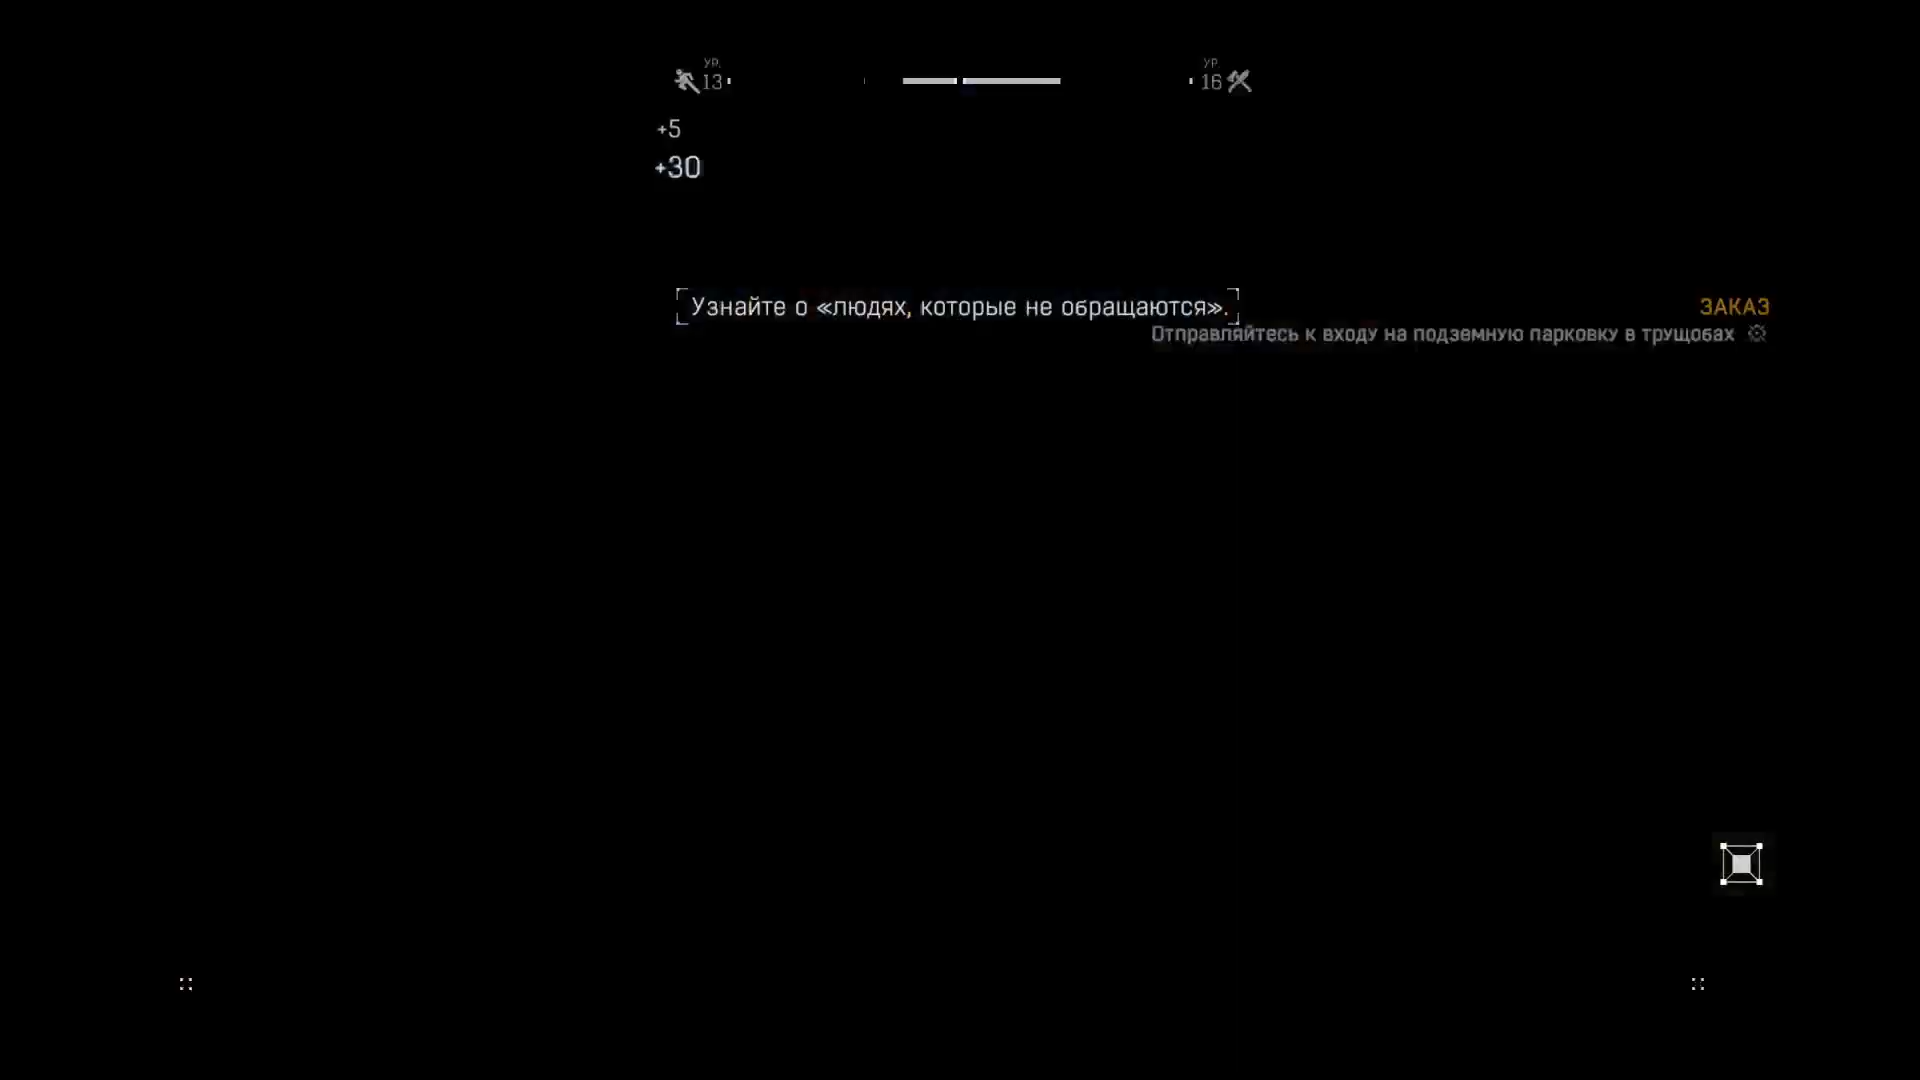 УР.
13
УР.
16
+5
+30
Узнайте о «людях, которые не обращаются».
ЗАКАЗ
Отправляйтесь к входу на подземную парковку в трущобах